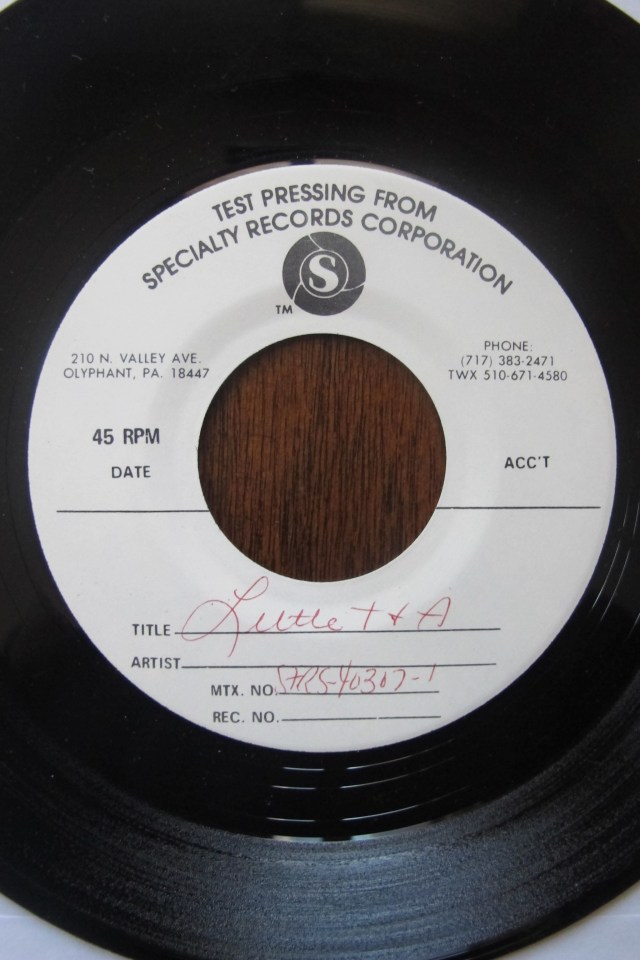 TEST PRESSING FROM
SPECIALTY RECORDS CORPORATION
S
TM
210 N. VALLEY AVE.
OLYPHANT, PA. 18447
PHONE:
(717) 383-2471
TWX 510-671-4580
45 RPM
DATE
ACC'T
TITLE Little T & A
ARTIST
MTX. NO. STRS-40307-1
REC. NO.